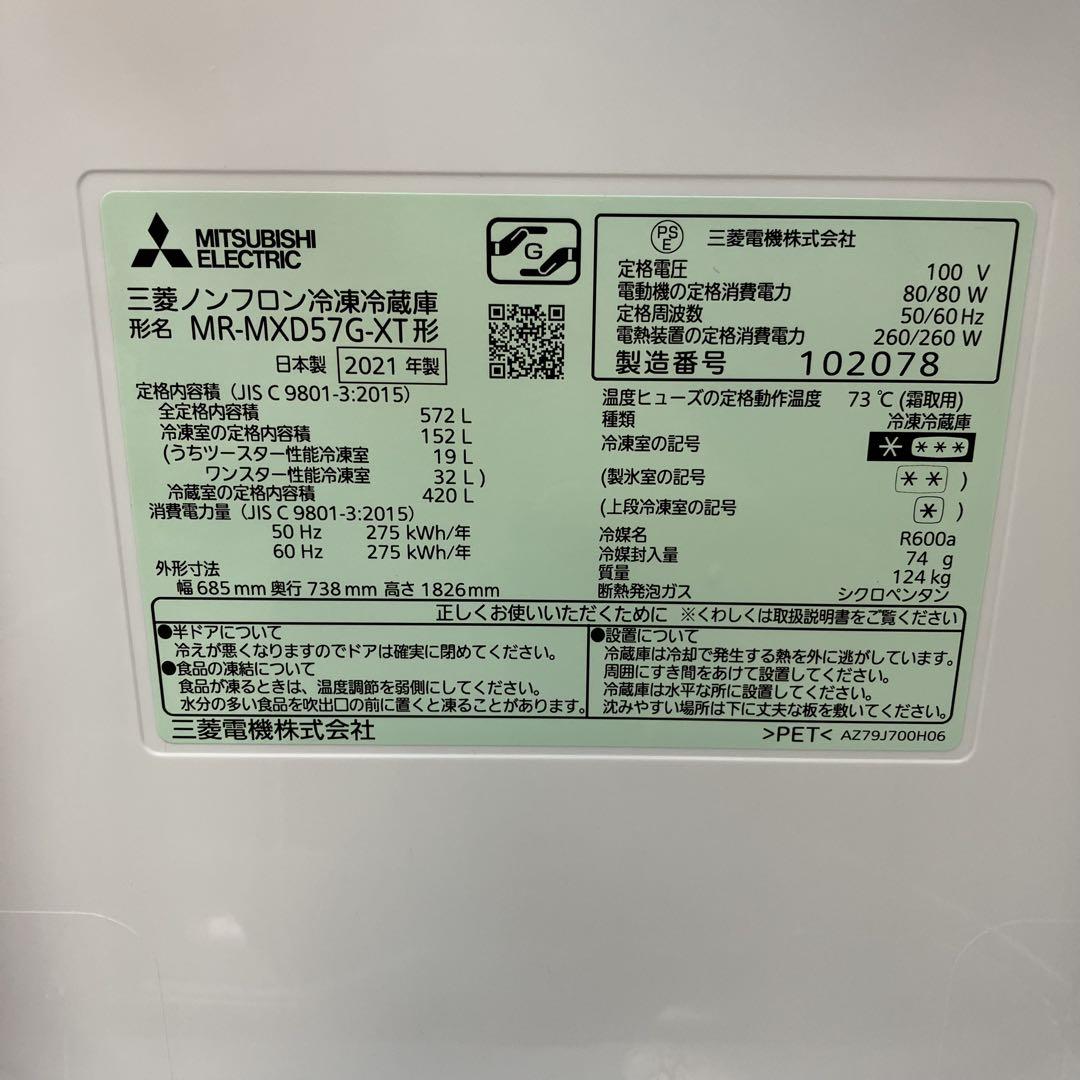 MITSUBISHI
ELECTRIC
三菱ノンフロン冷凍冷蔵庫
形名 MR-MXD57G-XT形
日本製 2021 年製
定格内容積 (JIS C 9801-3:2015)
全定格内容積 572 L
冷凍室の定格内容積 152 L
(うちツースター性能冷凍室 19 L
ワンスター性能冷凍室 32 L)
冷蔵室の定格内容積 420 L
消費電力量 (JIS C 9801-3:2015)
50 Hz 275 kWh/年
60 Hz 275 kWh/年
外形寸法
幅 685 mm 奥行 738 mm 高さ 1826 mm
G
PS
E
三菱電機株式会社
定格電圧 100 V
電動機の定格消費電力 80/80 W
定格周波数 50/60 Hz
電熱装置の定格消費電力 260/260 W
製造番号 102078
温度ヒューズの定格動作温度 73 ℃ (霜取用)
種類 冷凍冷蔵庫
冷凍室の記号 * ***
(製氷室の記号 ** )
(上段冷凍室の記号 * )
冷媒名 R600a
冷媒封入量 74 g
質量 124 kg
断熱発泡ガス シクロペンタン
正しくお使いいただくために ※くわしくは取扱説明書をご覧ください
●半ドアについて
冷えが悪くなりますのでドアは確実に閉めてください。
●食品の凍結について
食品が凍るときは、温度調節を弱側にしてください。
水分の多い食品を吹出口の前に置くと凍ることがあります。
●設置について
冷蔵庫は冷却で発生する熱を外に逃がしています。
周囲にすき間をあけて設置してください。
冷蔵庫は水平な所に設置してください。
沈みやすい場所は下に丈夫な板を敷いてください。
三菱電機株式会社
>PET< AZ79J700H06